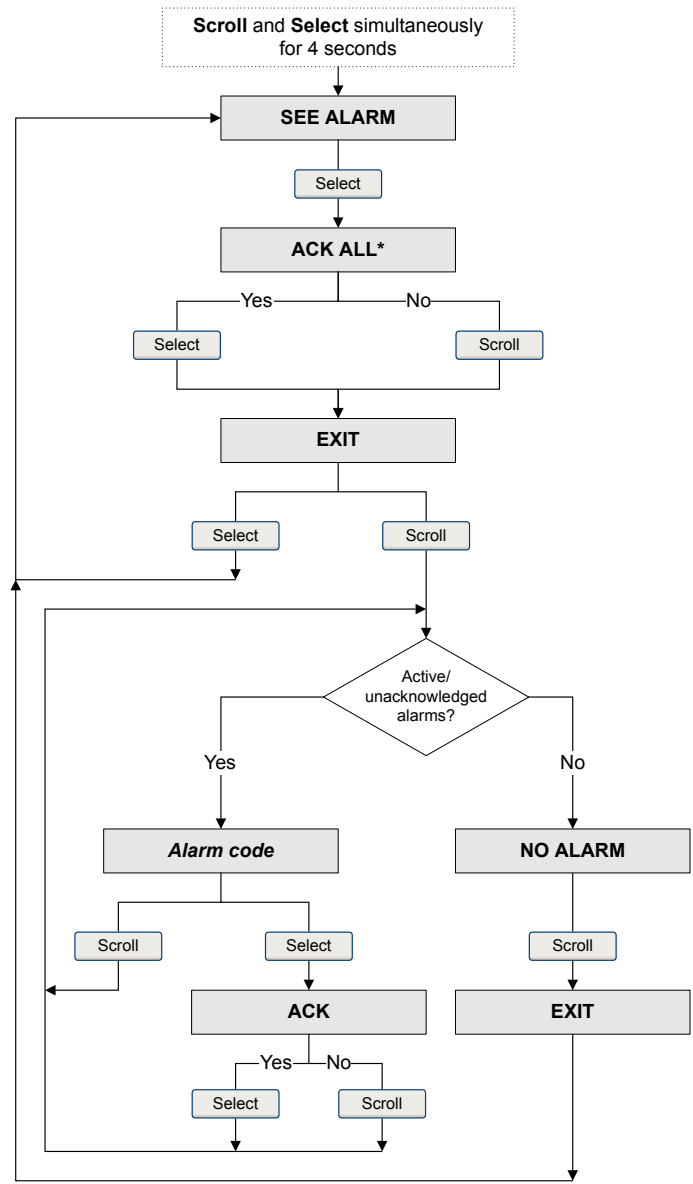 Scroll and Select simultaneously
for 4 seconds
SEE ALARM
Select
ACK ALL*
Yes
No
Select
Scroll
EXIT
Select
Scroll
Active/
unacknowledged
alarms?
Yes
No
Alarm code
NO ALARM
Scroll
Select
Scroll
ACK
EXIT
Yes
No
Select
Scroll